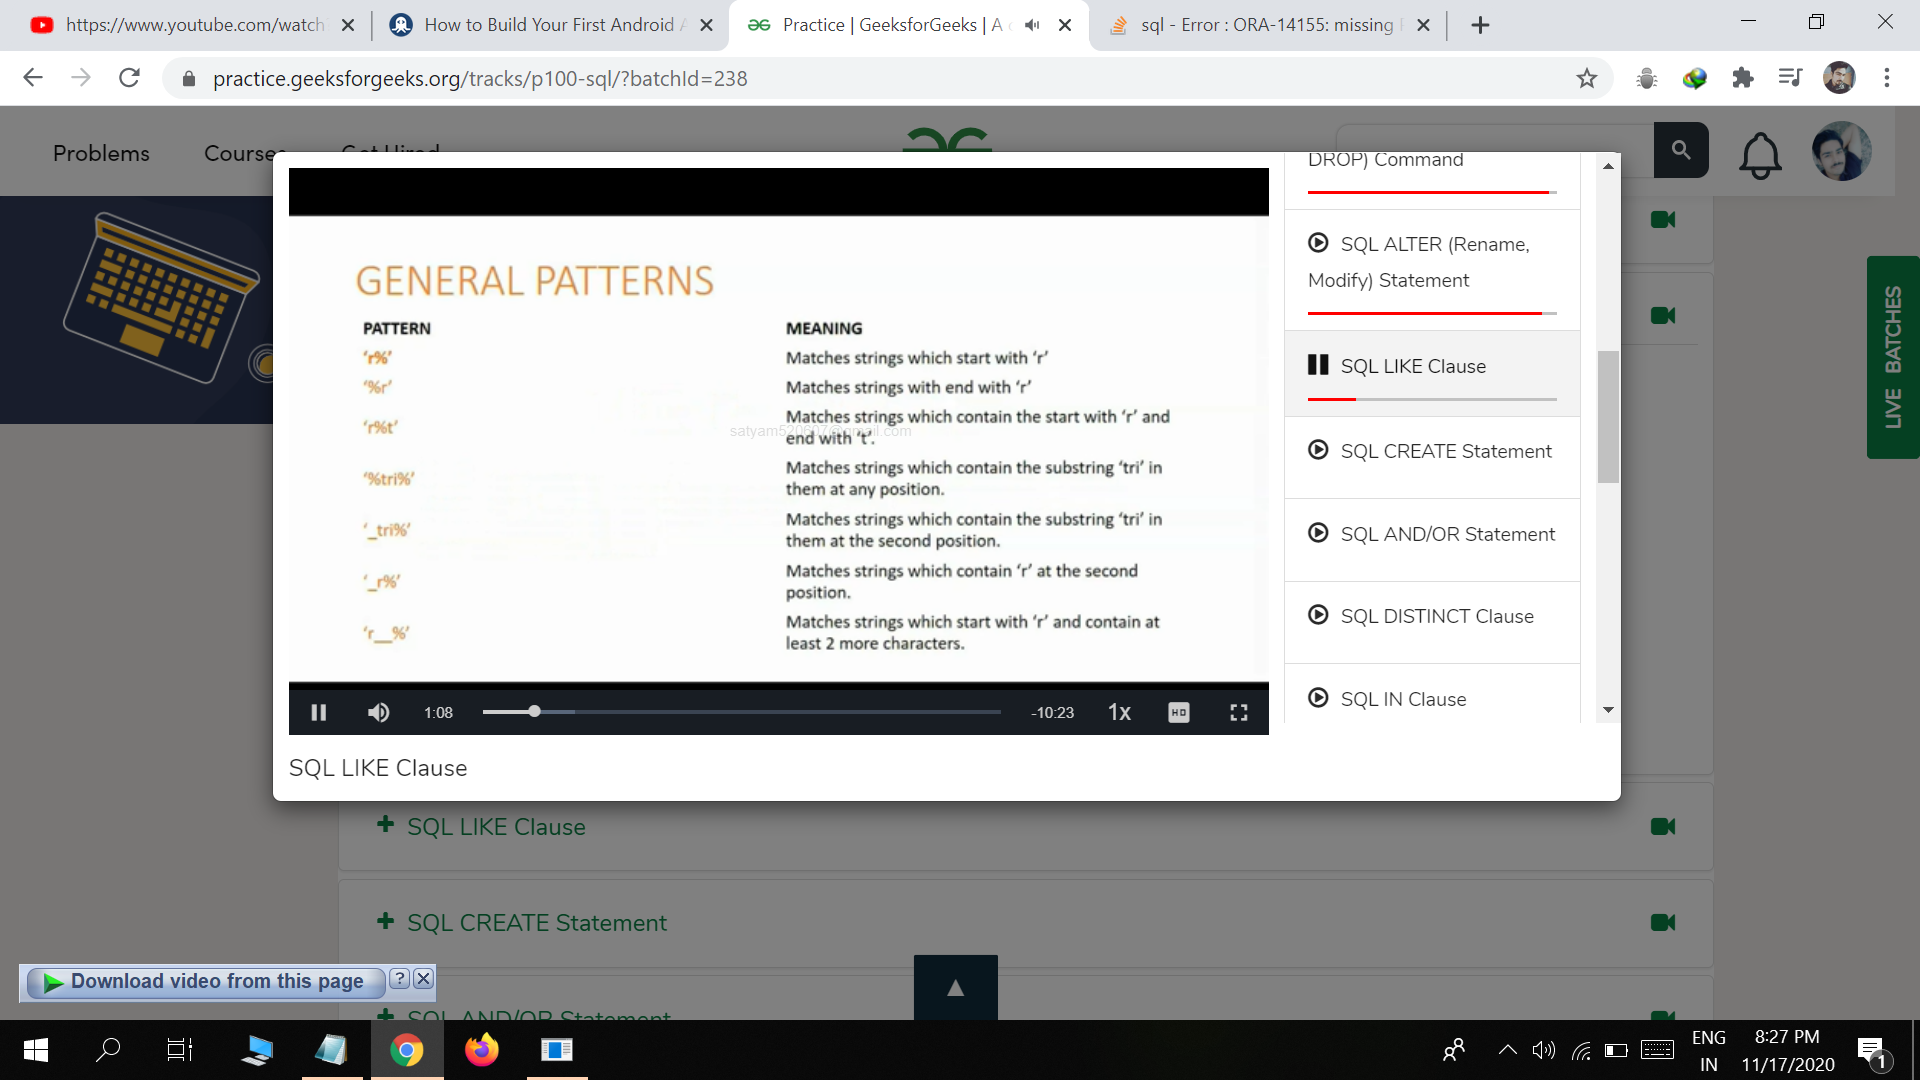 https://www.youtube.com/watch
How to Build Your First Android A
Practice | GeeksforGeeks | A c
sql - Error : ORA-14155: missing
practice.geeksforgeeks.org/tracks/p100-sql/?batchId=238
Problems
Courses
Get Hired
GENERAL PATTERNS
PATTERN
MEANING
‘r%’
Matches strings which start with ‘r’
‘%r’
Matches strings with end with ‘r’
‘r%t’
Matches strings which contain the start with ‘r’ and
end with ‘t’.
satyam520607@gmail.com
‘%tri%’
Matches strings which contain the substring ‘tri’ in
them at any position.
‘_tri%’
Matches strings which contain the substring ‘tri’ in
them at the second position.
‘_r%’
Matches strings which contain ‘r’ at the second
position.
‘r__%’
Matches strings which start with ‘r’ and contain at
least 2 more characters.
1:08
-10:23
1x
HD
SQL LIKE Clause
DROP) Command
SQL ALTER (Rename,
Modify) Statement
SQL LIKE Clause
SQL CREATE Statement
SQL AND/OR Statement
SQL DISTINCT Clause
SQL IN Clause
LIVE BATCHES
SQL LIKE Clause
SQL CREATE Statement
SQL AND/OR Statement
Download video from this page
?
ENG
IN
8:27 PM
11/17/2020
1